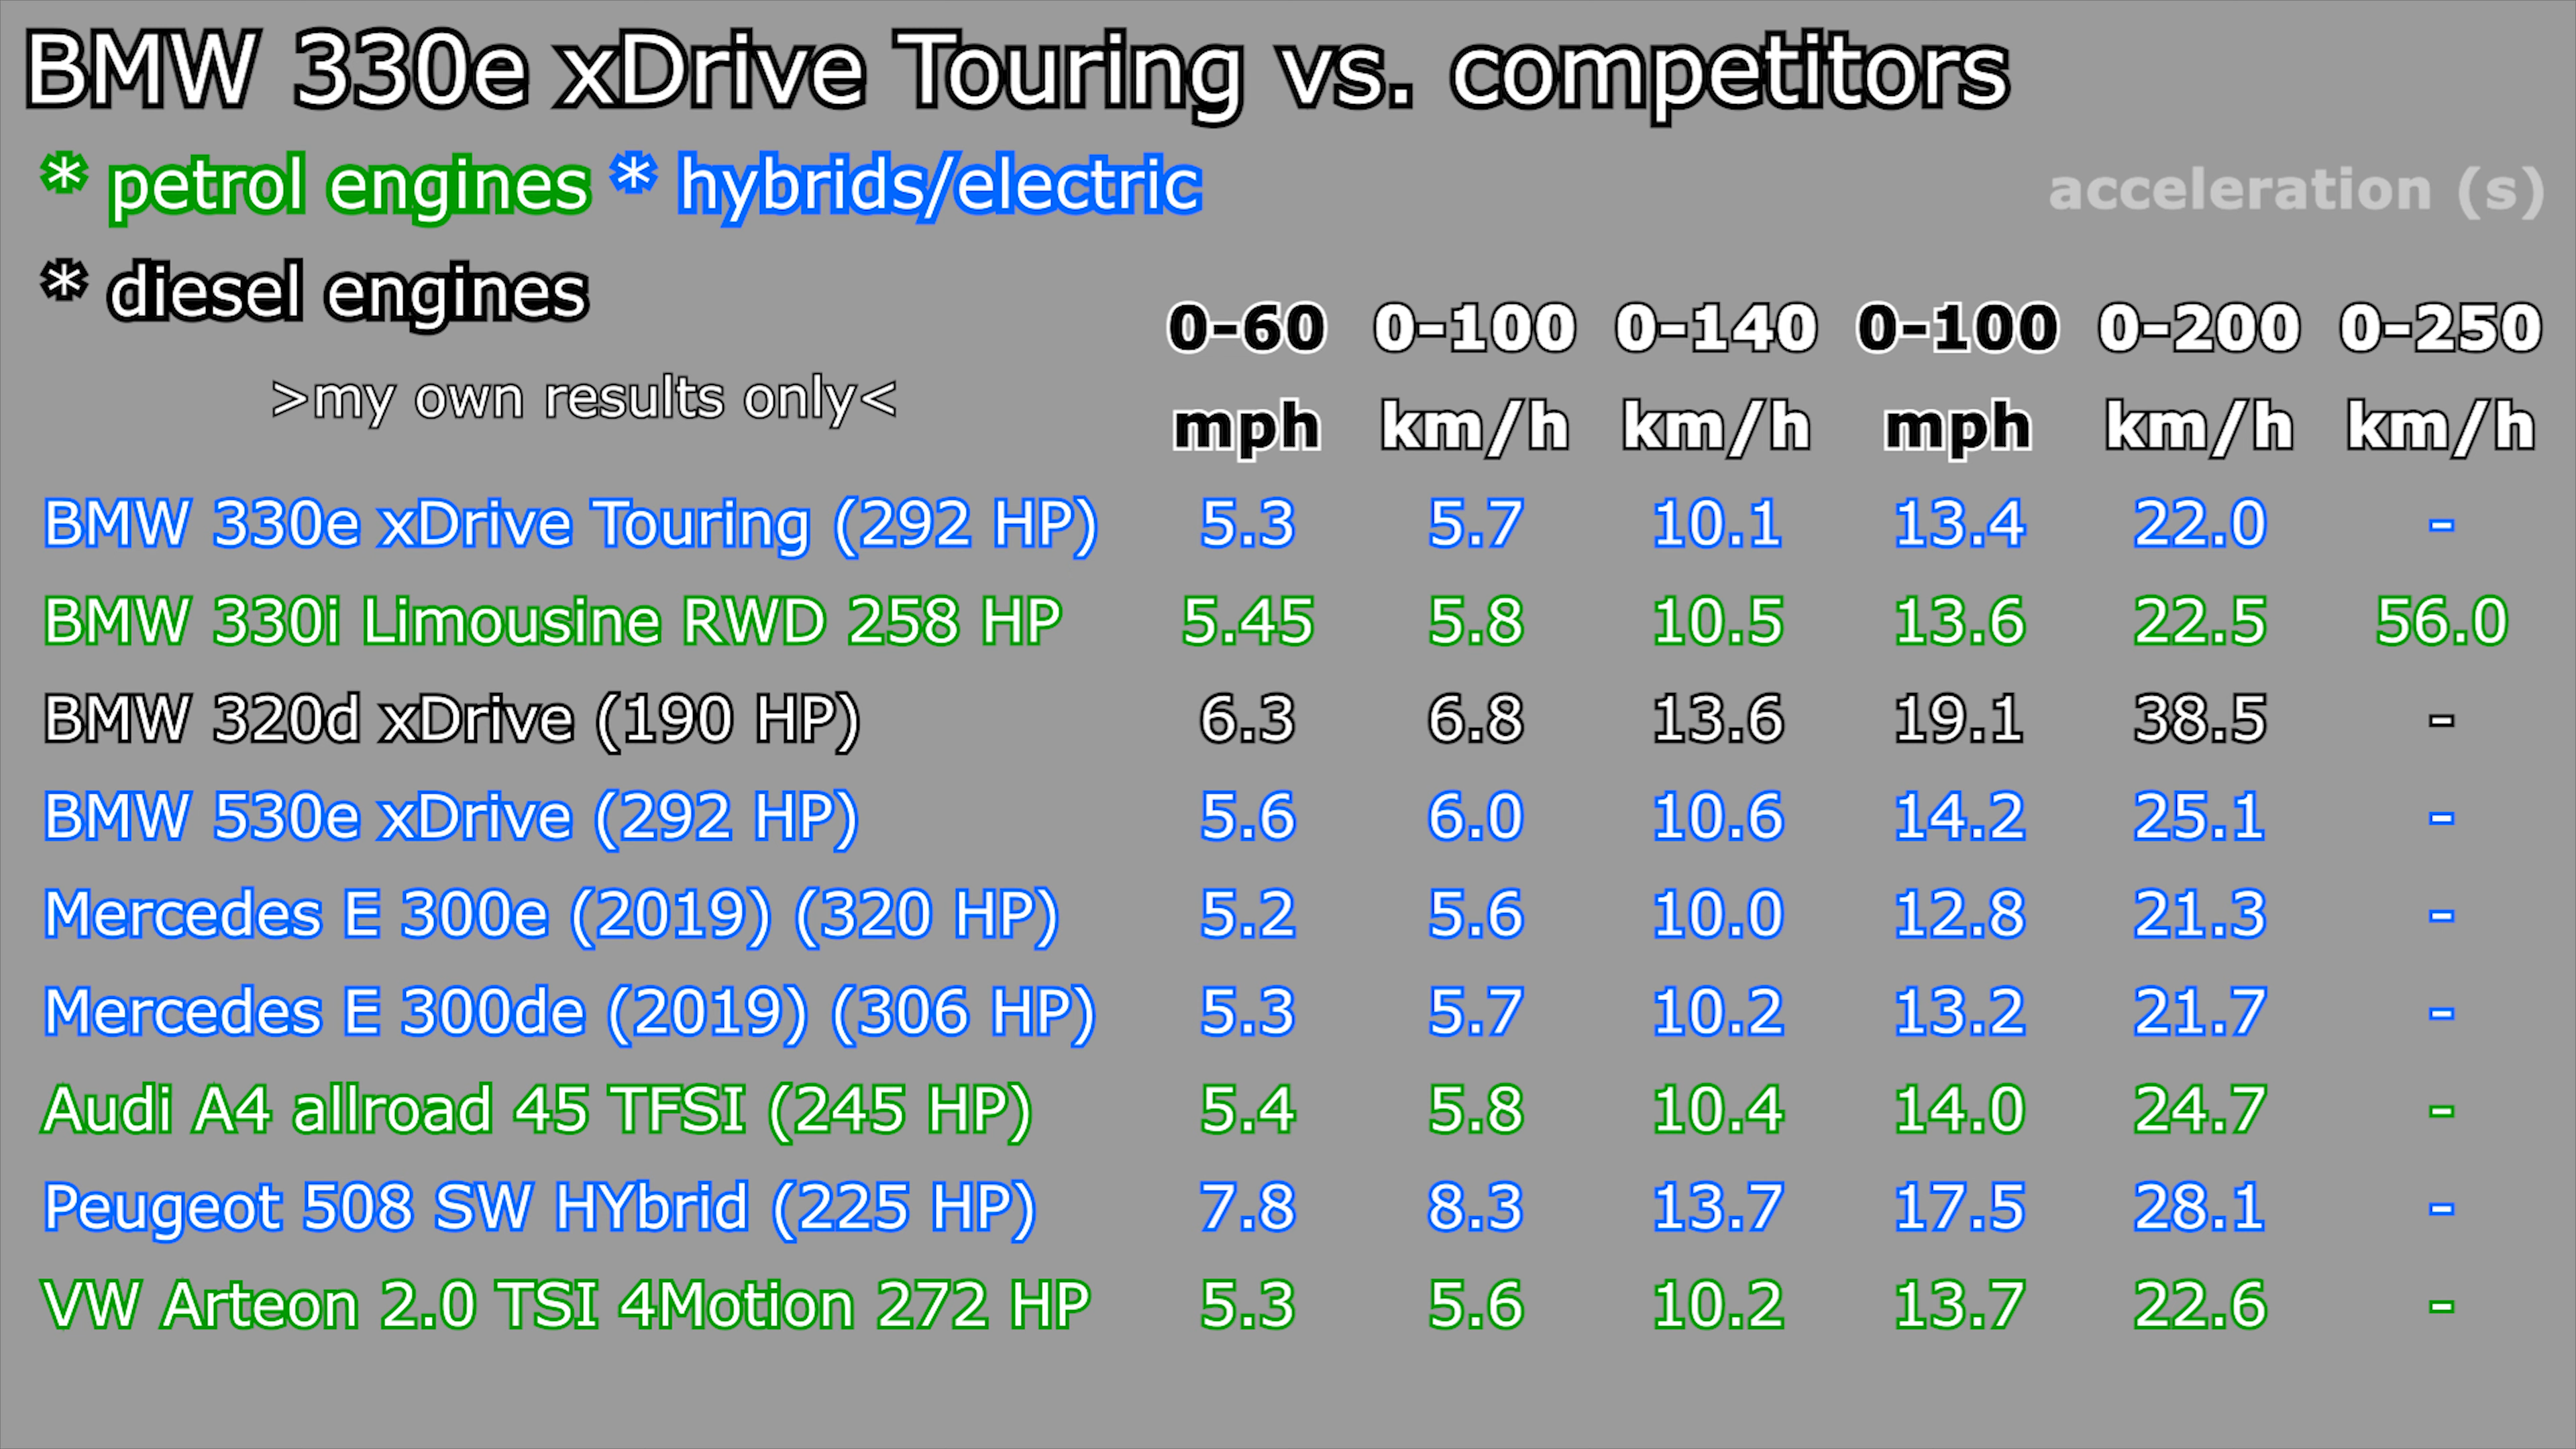 BMW 330e xDrive Touring vs. competitors
* petrol engines * hybrids/electric
acceleration (s)
* diesel engines
>my own results only<
0-60 0-100 0-140 0-100 0-200 0-250
mph km/h km/h mph km/h km/h
BMW 330e xDrive Touring (292 HP) 5.3 5.7 10.1 13.4 22.0 -
BMW 330i Limousine RWD 258 HP 5.45 5.8 10.5 13.6 22.5 56.0
BMW 320d xDrive (190 HP) 6.3 6.8 13.6 19.1 38.5 -
BMW 530e xDrive (292 HP) 5.6 6.0 10.6 14.2 25.1 -
Mercedes E 300e (2019) (320 HP) 5.2 5.6 10.0 12.8 21.3 -
Mercedes E 300de (2019) (306 HP) 5.3 5.7 10.2 13.2 21.7 -
Audi A4 allroad 45 TFSI (245 HP) 5.4 5.8 10.4 14.0 24.7 -
Peugeot 508 SW HYbrid (225 HP) 7.8 8.3 13.7 17.5 28.1 -
VW Arteon 2.0 TSI 4Motion 272 HP 5.3 5.6 10.2 13.7 22.6 -